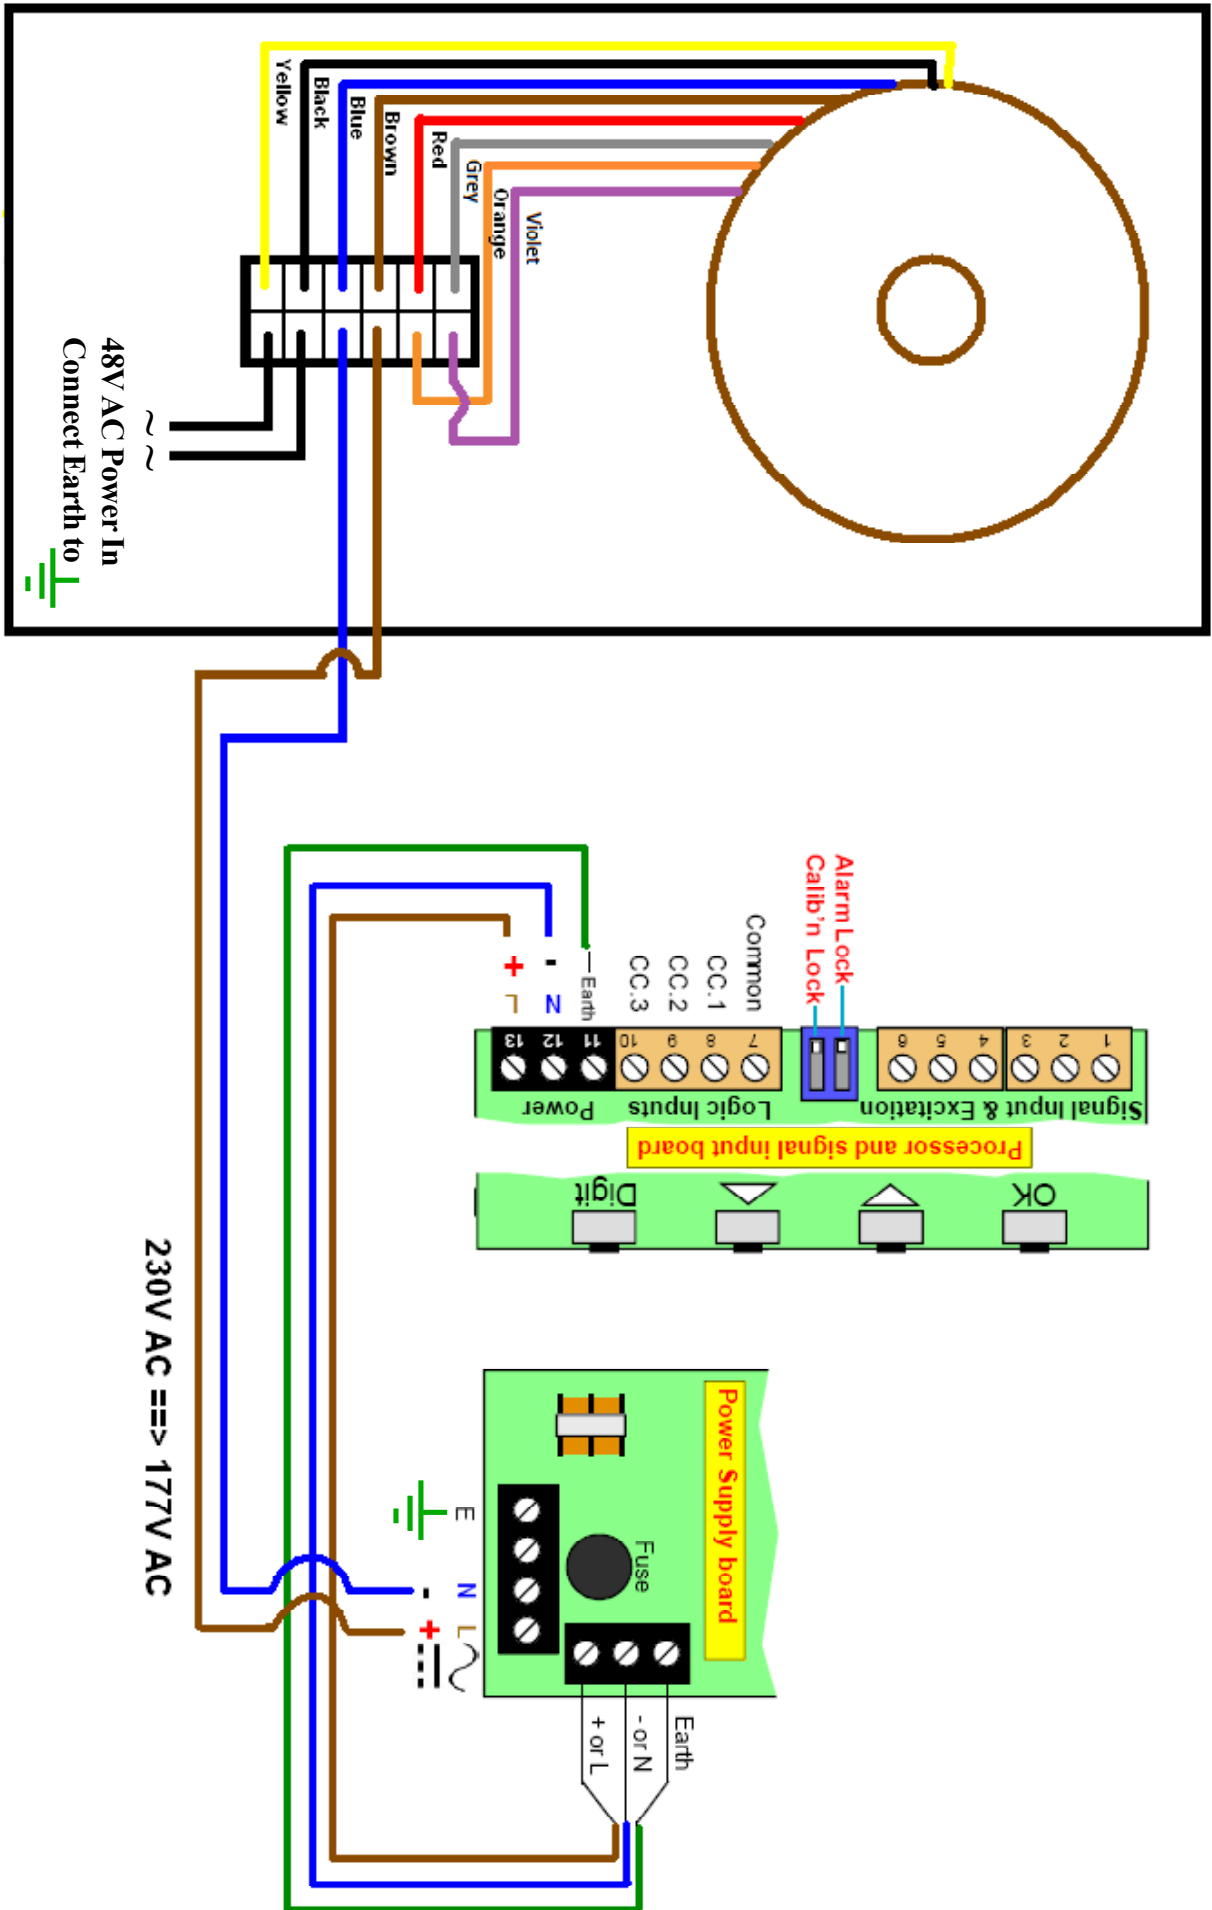 Yellow
Black
Blue
Brown
Red
Grey
Orange
Violet
48V AC Power In
Connect Earth to
~
~
Alarm Lock
Calib'n Lock
Common
CC.1
CC.2
CC.3
Earth
- N
+ L
13 12 11 10 9 8 7 6 5 4 3 2 1
Power
Logic Inputs
Signal Input & Excitation
Processor and signal input board
Digit
OK
230V AC ==> 177V AC
Power Supply board
Fuse
E
- N
+ L
Earth
- or N
+ or L